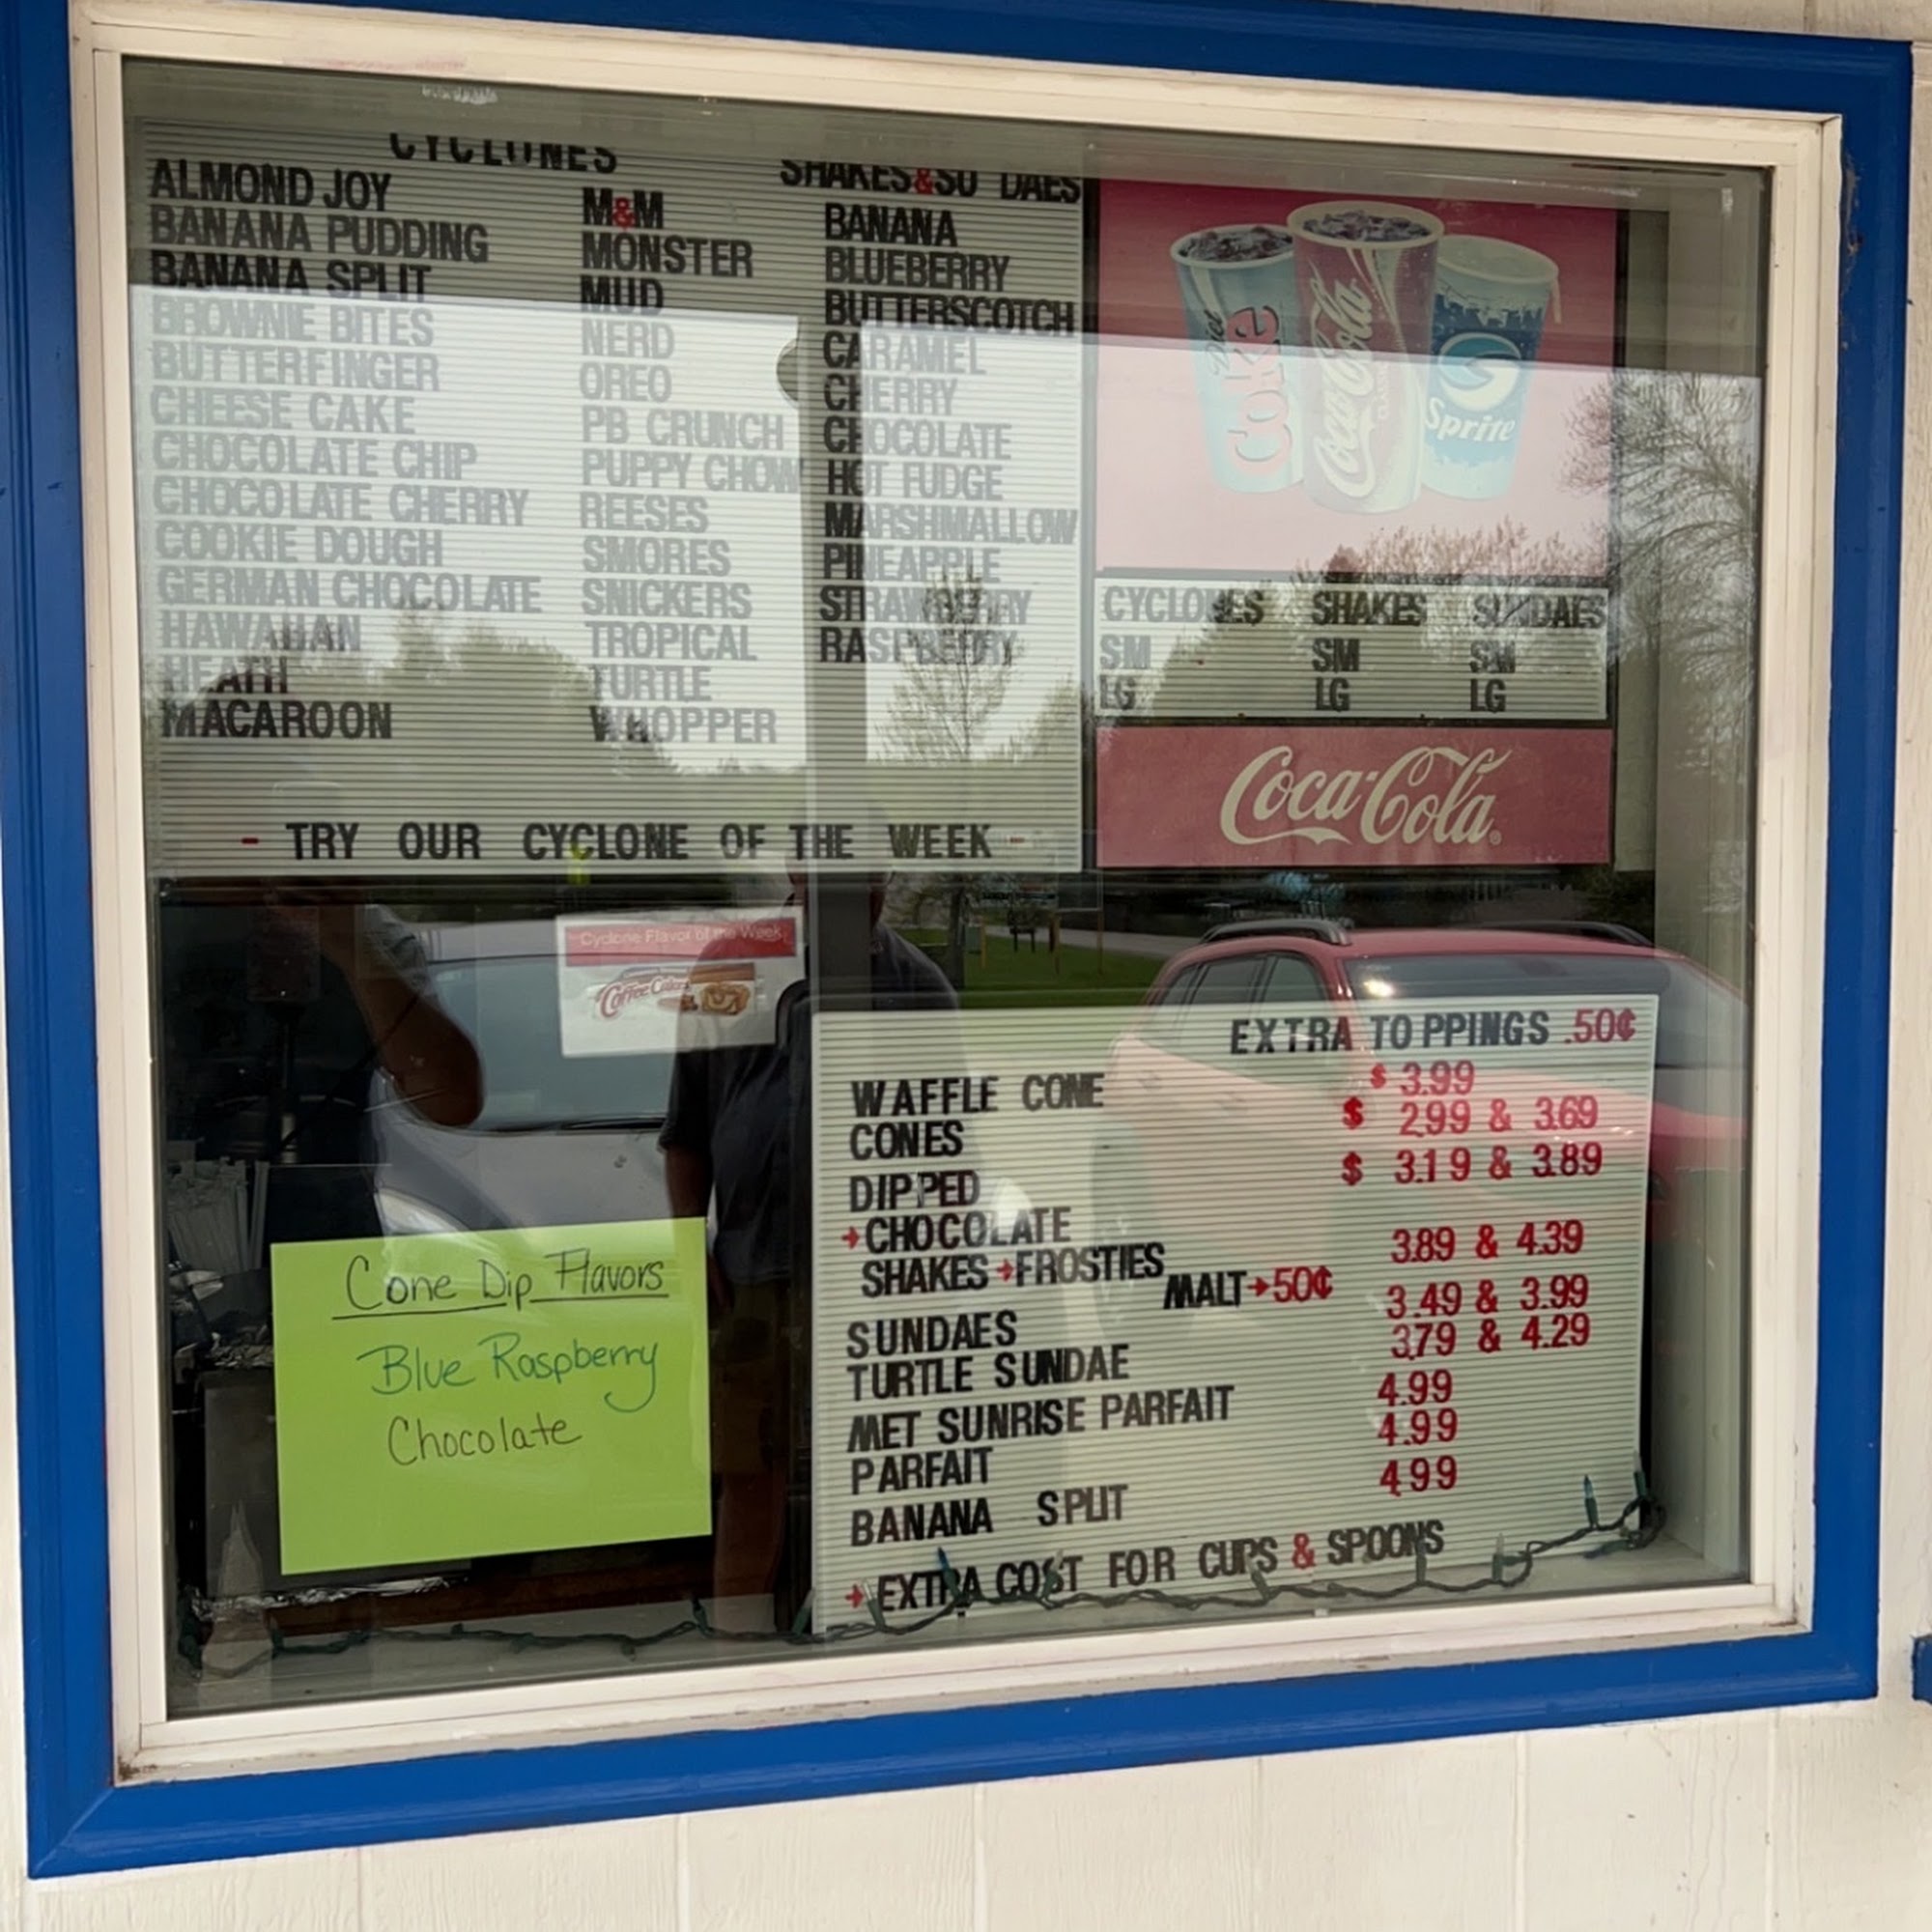 CYCLONES
ALMOND JOY
BANANA PUDDING
BANANA SPLIT
BROWNIE BITES
BUTTERFINGER
CHEESE CAKE
CHOCOLATE CHIP
CHOCOLATE CHERRY
COOKIE DOUGH
GERMAN CHOCOLATE
HAWAIIAN
HEATH
MACAROON
M&M
MONSTER
MUD
NERD
OREO
PB CRUNCH
PUPPY CHOW
REESES
SMORES
SNICKERS
TROPICAL
TURTLE
WHOPPER
SHAKES&SU DAES
BANANA
BLUEBERRY
BUTTERSCOTCH
CARAMEL
CHERRY
CHOCOLATE
HOT FUDGE
MARSHMALLOW
PINEAPPLE
STRAWBERRY
RASPBERRY
- TRY OUR CYCLONE OF THE WEEK -
Diet Coke
Coca-Cola
Sprite
CYCLONES SHAKES SUNDAES
SM SM SM
LG LG LG
Coca-Cola
Cyclone Flavor of the Week
Coffee Cakes
Cone Dip Flavors
Blue Raspberry
Chocolate
EXTRA TOPPINGS .50¢
WAFFLE CONE $ 3.99
CONES $ 2.99 & 3.69
DIPPED $ 3.19 & 3.89
→CHOCOLATE
SHAKES→FROSTIES 3.89 & 4.39
MALT→50¢
SUNDAES 3.49 & 3.99
TURTLE SUNDAE 3.79 & 4.29
MET SUNRISE PARFAIT 4.99
PARFAIT 4.99
BANANA SPLIT 4.99
→EXTRA COST FOR CUPS & SPOONS